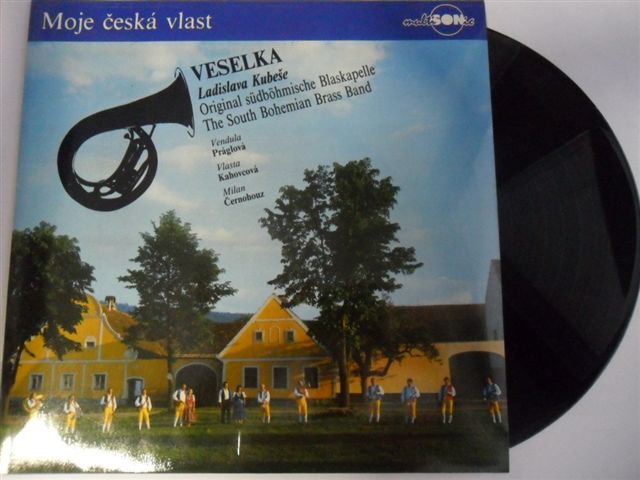 Moje česká vlast
multiSONic
VESELKA
Ladislava Kubeše
Original südböhmische Blaskapelle
The South Bohemian Brass Band
Vendula
Práglová
Vlasta
Kahovcová
Milan
Černohouz